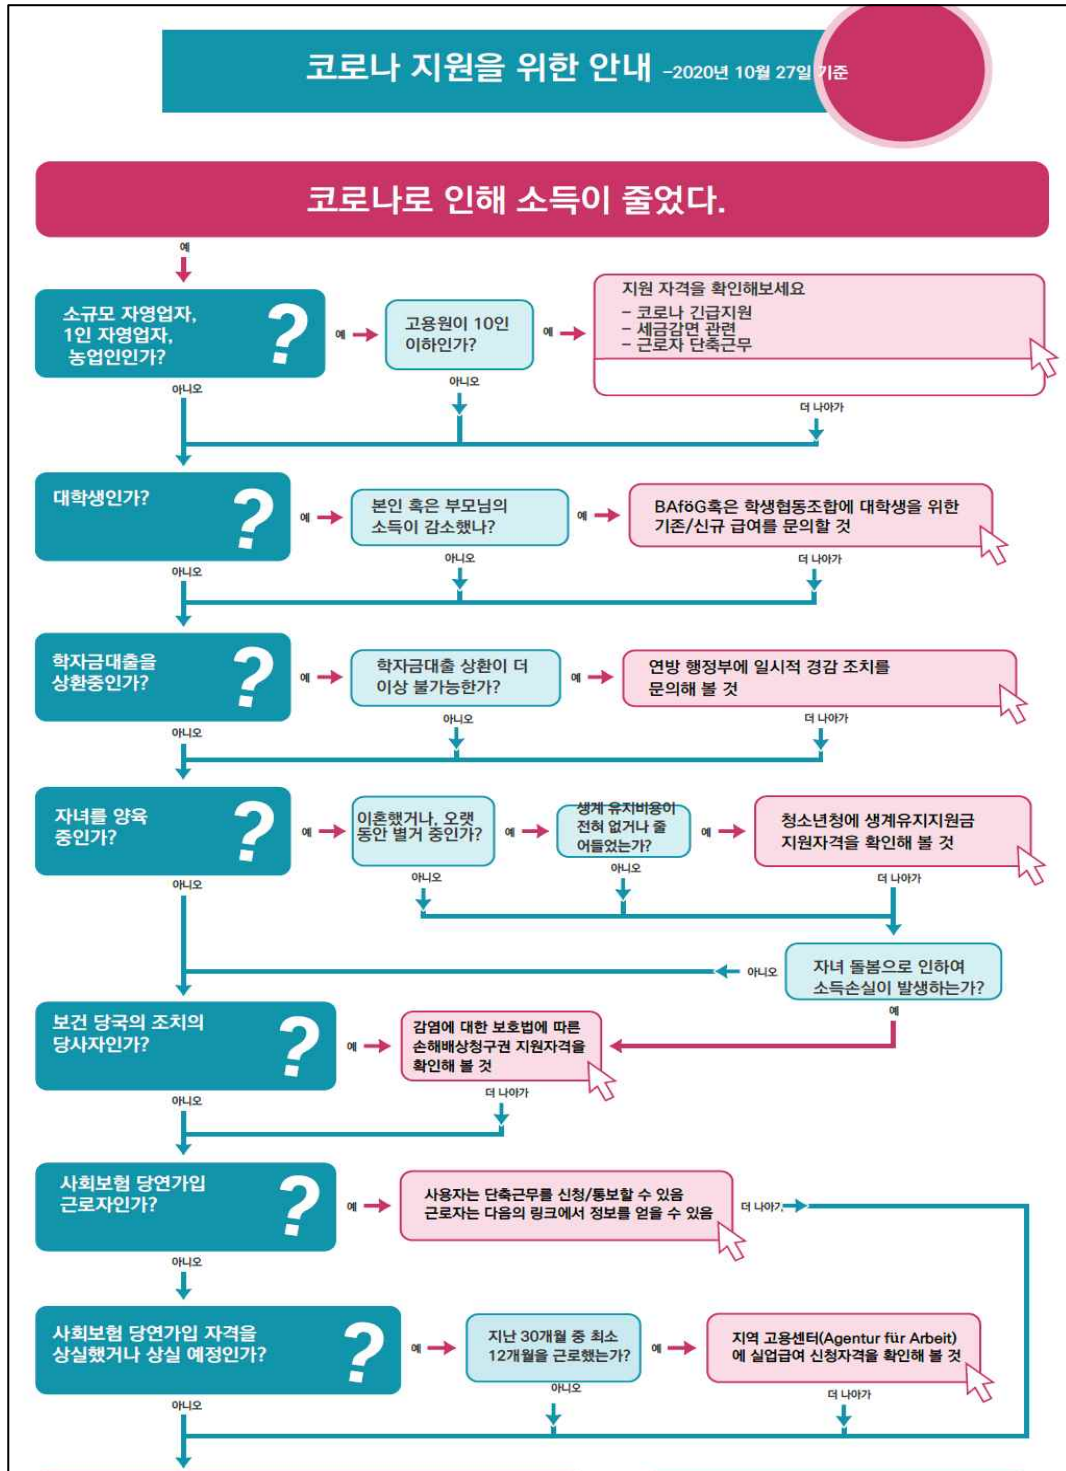 코로나 지원을 위한 안내 -2020년 10월 27일 기준
코로나로 인해 소득이 줄었다.
예
소규모 자영업자,
1인 자영업자,
농업인인가?
?
예
고용원이 10인
이하인가?
예
지원 자격을 확인해보세요
- 코로나 긴급지원
- 세금감면 관련
- 근로자 단축근무
아니오
아니오
더 나아가
대학생인가?
?
예
본인 혹은 부모님의
소득이 감소했나?
예
BAföG혹은 학생협동조합에 대학생을 위한
기존/신규 급여를 문의할 것
아니오
아니오
더 나아가
학자금대출을
상환중인가?
?
예
학자금대출 상환이 더
이상 불가능한가?
예
연방 행정부에 일시적 경감 조치를
문의해 볼 것
아니오
아니오
더 나아가
자녀를 양육
중인가?
?
예
이혼했거나, 오랫
동안 별거 중인가?
예
생계 유지비용이
전혀 없거나 줄
어들었는가?
예
청소년청에 생계유지지원금
지원자격을 확인해 볼 것
아니오
아니오
아니오
더 나아가
아니오
자녀 돌봄으로 인하여
소득손실이 발생하는가?
예
보건 당국의 조치의
당사자인가?
?
예
감염에 대한 보호법에 따른
손해배상청구권 지원자격을
확인해 볼 것
아니오
더 나아가
사회보험 당연가입
근로자인가?
?
예
사용자는 단축근무를 신청/통보할 수 있음
근로자는 다음의 링크에서 정보를 얻을 수 있음
더 나아가
아니오
사회보험 당연가입 자격을
상실했거나 상실 예정인가?
?
예
지난 30개월 중 최소
12개월을 근로했는가?
예
지역 고용센터(Agentur für Arbeit)
에 실업급여 신청자격을 확인해 볼 것
아니오
아니오
더 나아가